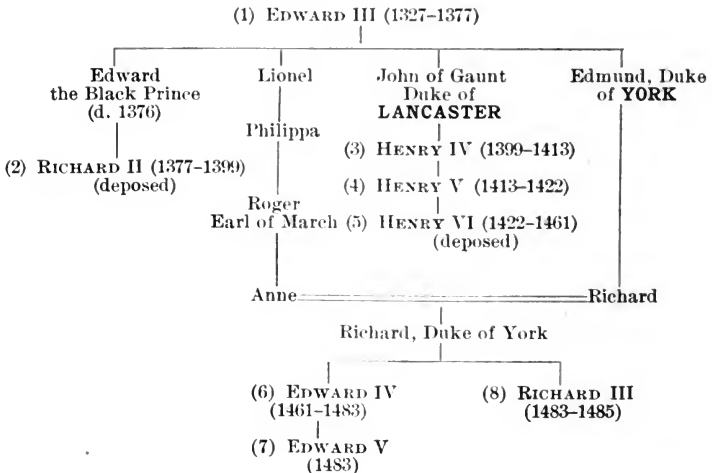 (1) EDWARD III (1327–1377)
Edward
the Black Prince
(d. 1376)
Lionel
John of Gaunt
Duke of
LANCASTER
Edmund, Duke
of YORK
Philippa
(2) RICHARD II (1377–1399)
(deposed)
(3) HENRY IV (1399–1413)
(4) HENRY V (1413–1422)
Roger
Earl of March
(5) HENRY VI (1422–1461)
(deposed)
Anne
Richard
Richard, Duke of York
(6) EDWARD IV
(1461–1483)
(8) RICHARD III
(1483–1485)
(7) EDWARD V
(1483)